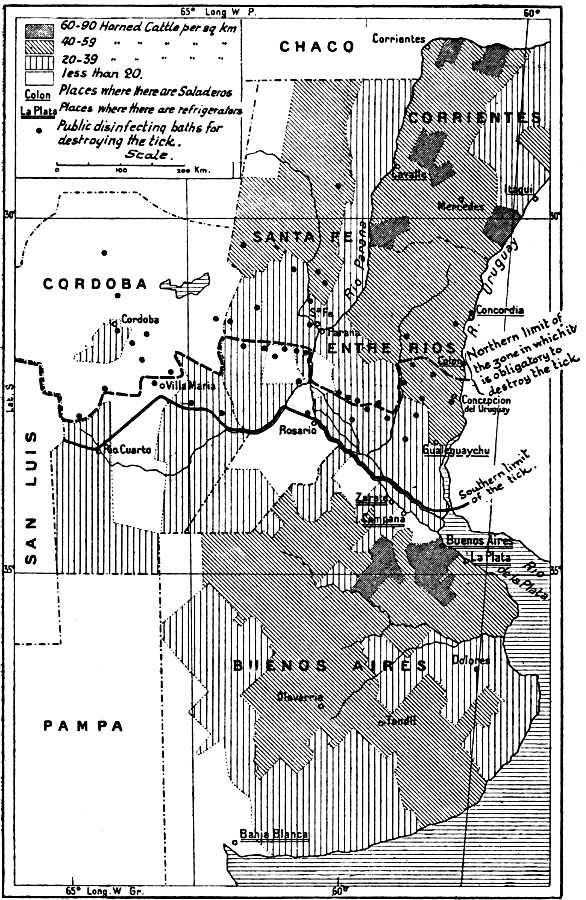 65° Long W P.
60°
60-90 Horned Cattle per sq km
40-59 " " " " "
20-39 " " " " "
less than 20.
Colon Places where there are Saladeros
La Plata Places where there are refrigerators
Public disinfecting baths for
destroying the tick.
Scale.
0 100 200 Km.
CHACO
Corrientes
CORRIENTES
Cavalls
Itaqui
Mercedes
30°
30°
SANTA FE
Rio Parana
R. Uruguay
CORDOBA
Cordoba
Sta Fe
Parana
Concordia
ENTRE RIOS
Northern limit of
the zone in which it
is obligatory to
destroy the tick
Colon
Villa Maria
Concepcion
del Uruguay
Lat. S
Rosario
Rio Cuarto
Gualeguaychu
SAN LUIS
Southern limit
of the tick.
Zarate
Campana
Buenos Aires
La Plata
Rio
de la Plata
35°
35°
BUENOS AIRES
Dolores
Olavarria
Tandil
PAMPA
Bahia Blanca
65° Long. W Gr.
60°